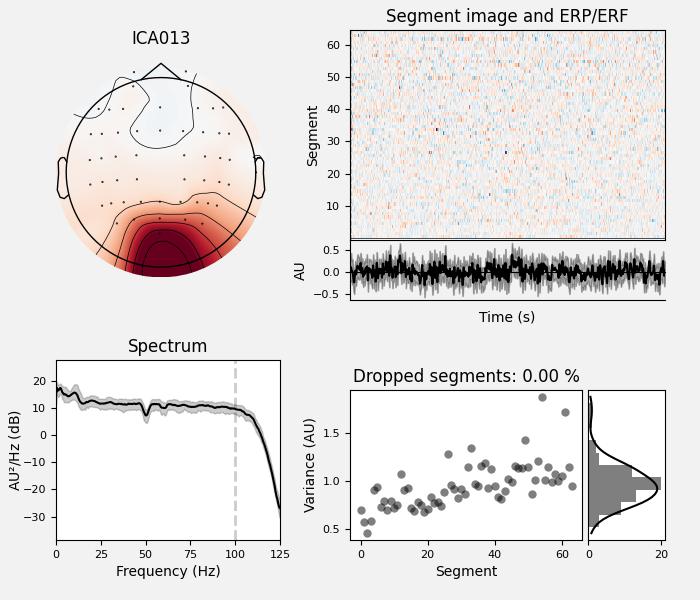 ICA013
Segment image and ERP/ERF
Segment
60
50
40
30
20
10
AU
0.5
0.0
−0.5
Time (s)
Spectrum
AU²/Hz (dB)
20
10
0
−10
−20
−30
0 25 50 75 100 125
Frequency (Hz)
Dropped segments: 0.00 %
Variance (AU)
1.5
1.0
0.5
0 20 40 60
Segment
0 20